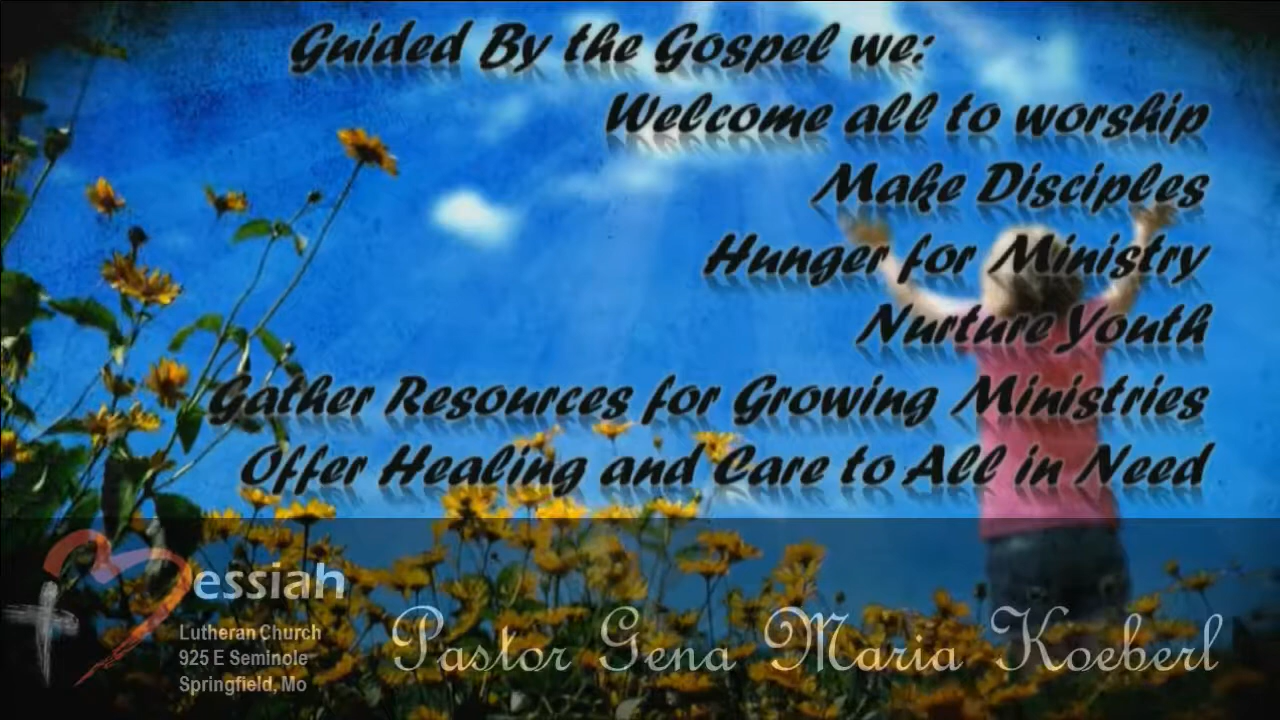 Guided By the Gospel we:
Welcome all to worship
Make Disciples
Hunger for Ministry
Nurture Youth
Gather Resources for Growing Ministries
Offer Healing and Care to All in Need
Messiah
Lutheran Church
925 E Seminole
Springfield, Mo
Pastor Gena Maria Koeberl